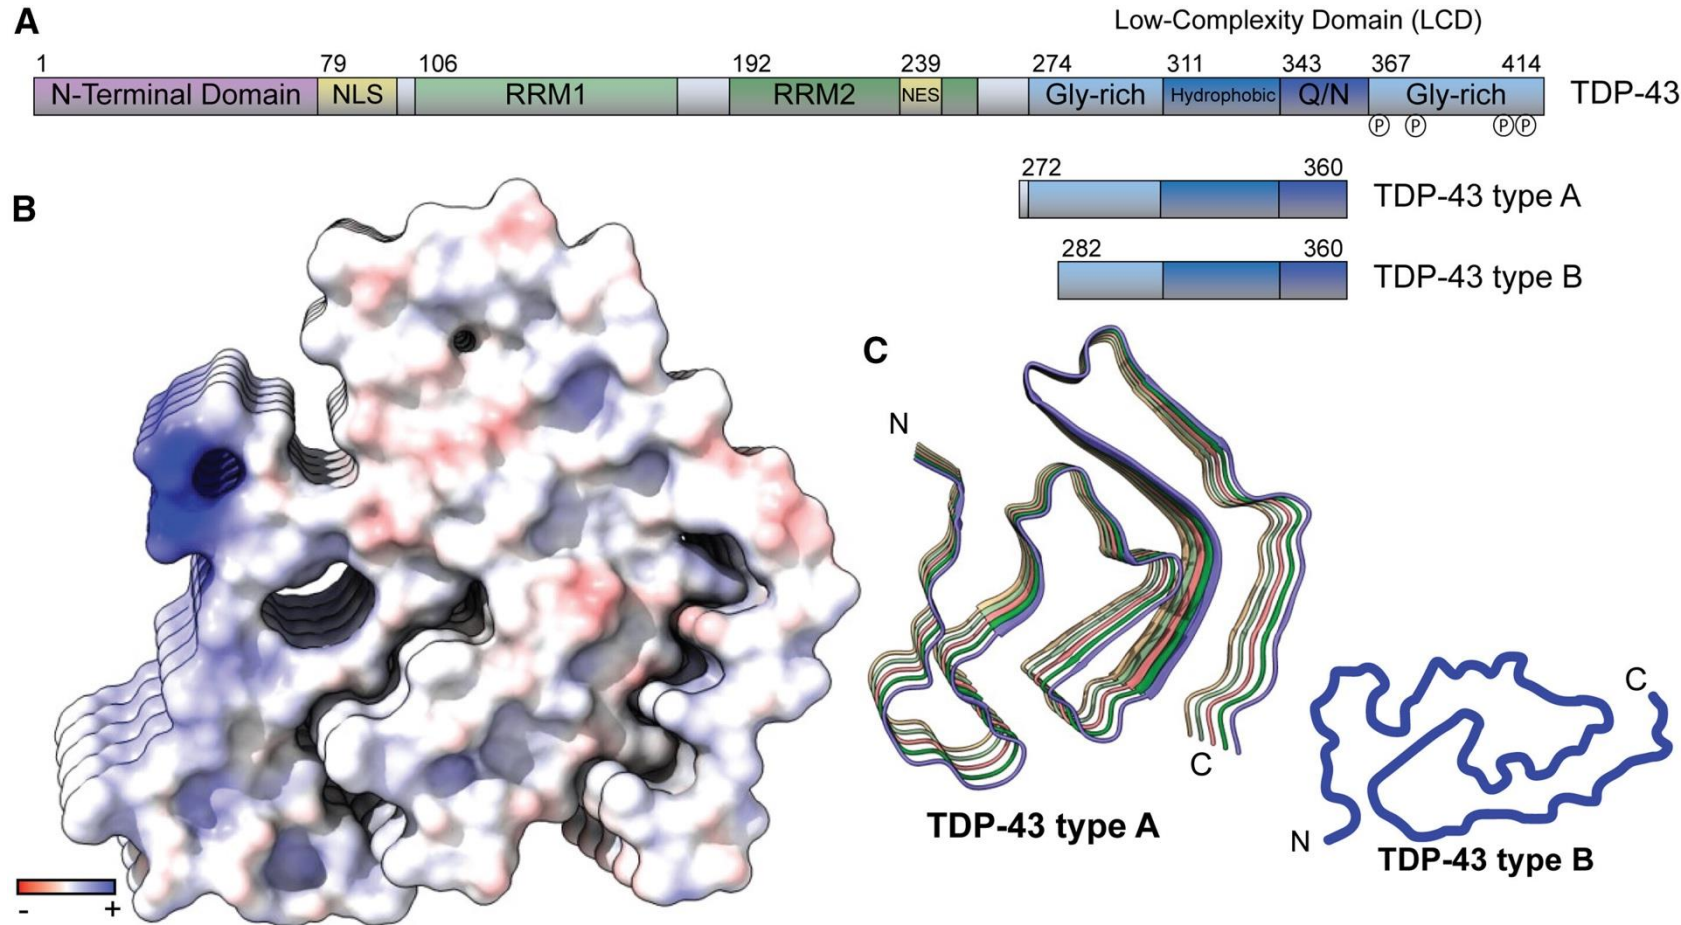 A
Low-Complexity Domain (LCD)
1 79 106 192 239 274 311 343 367 414
N-Terminal Domain NLS RRM1 RRM2 NES Gly-rich Hydrophobic Q/N Gly-rich TDP-43
P P P P
272 360
TDP-43 type A
282 360
TDP-43 type B
B
- +
C
N
C
TDP-43 type A
C
N
TDP-43 type B